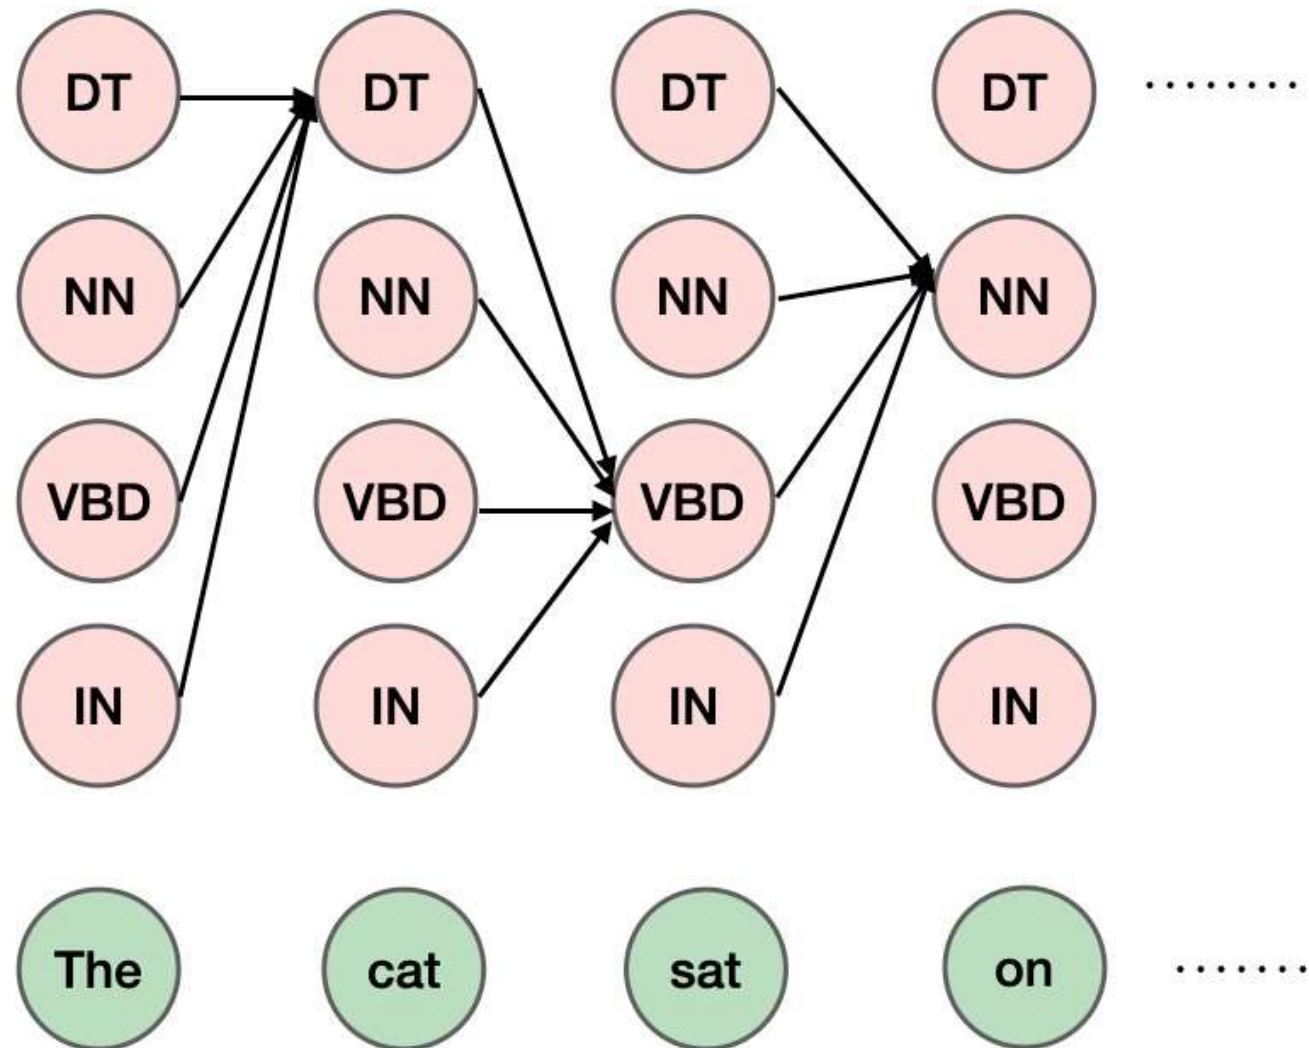 DT DT DT DT ........
NN NN NN NN
VBD VBD VBD VBD
IN IN IN IN
The cat sat on .......